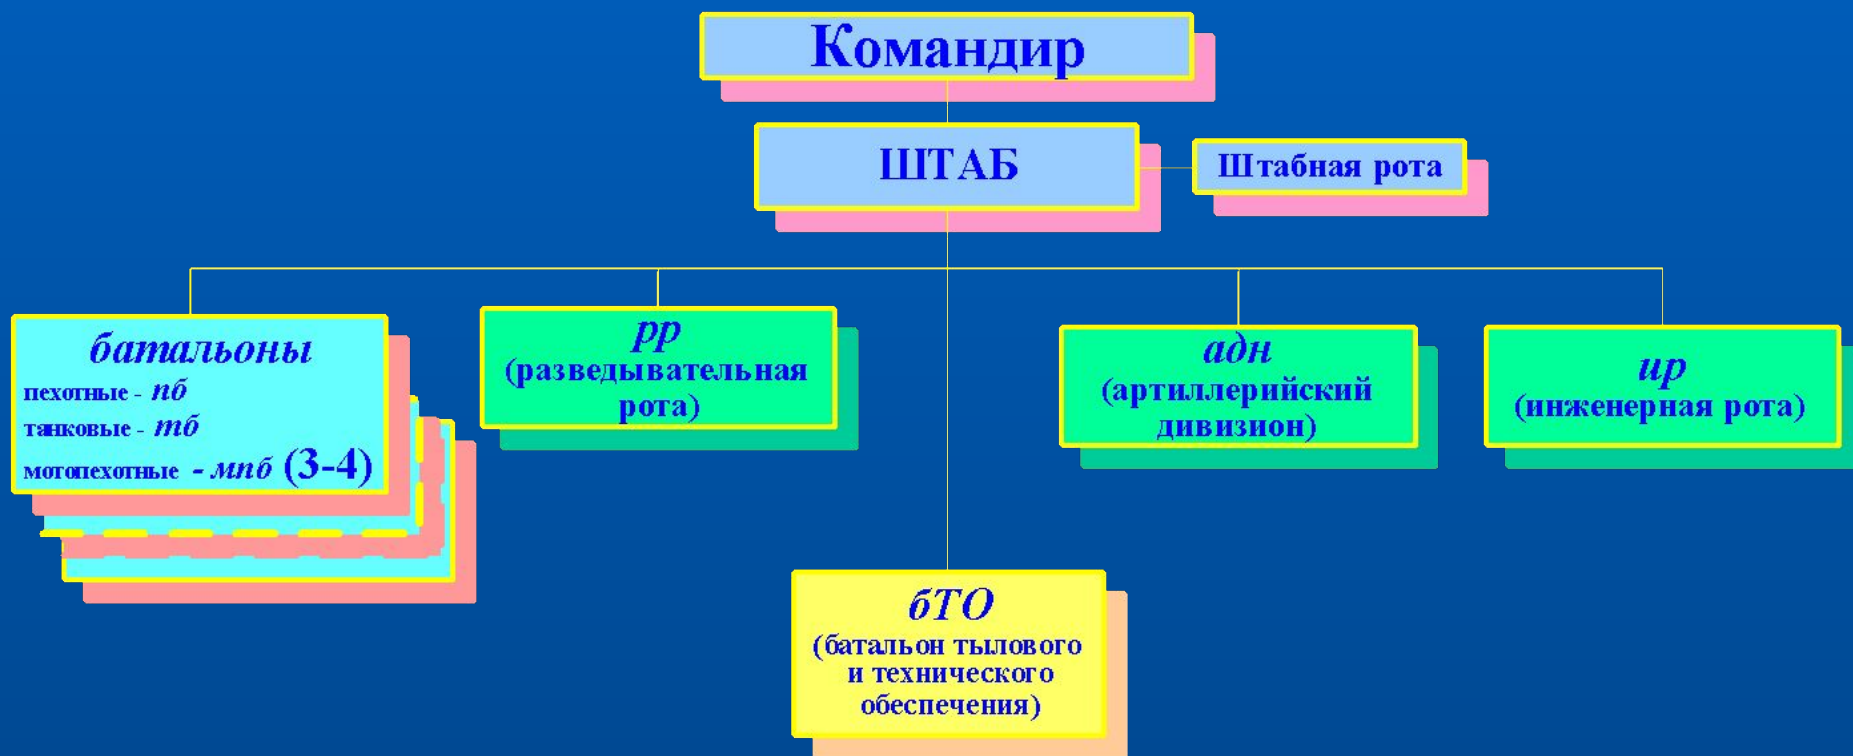 Командир
ШТАБ
Штабная рота
батальоны
пехотные - пб
танковые - тб
мотопехотные - мпб (3-4)
рр
(разведывательная
рота)
адн
(артиллерийский
дивизион)
ир
(инженерная рота)
бТО
(батальон тылового
и технического
обеспечения)